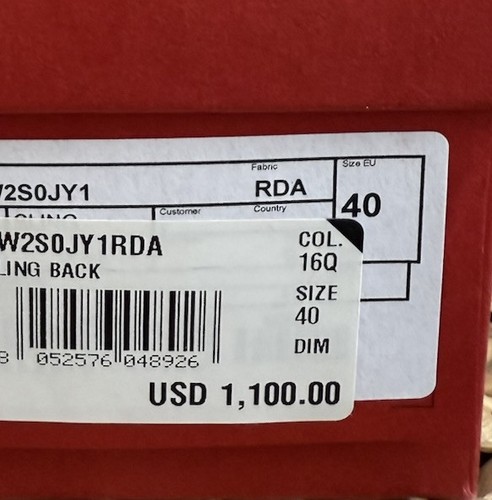 Fabric
Size EU
W2S0JY1
RDA
40
Customer
Country
W2S0JY1RDA
COL.
16Q
LING BACK
SIZE
40
8 052576 048926
DIM
USD 1,100.00